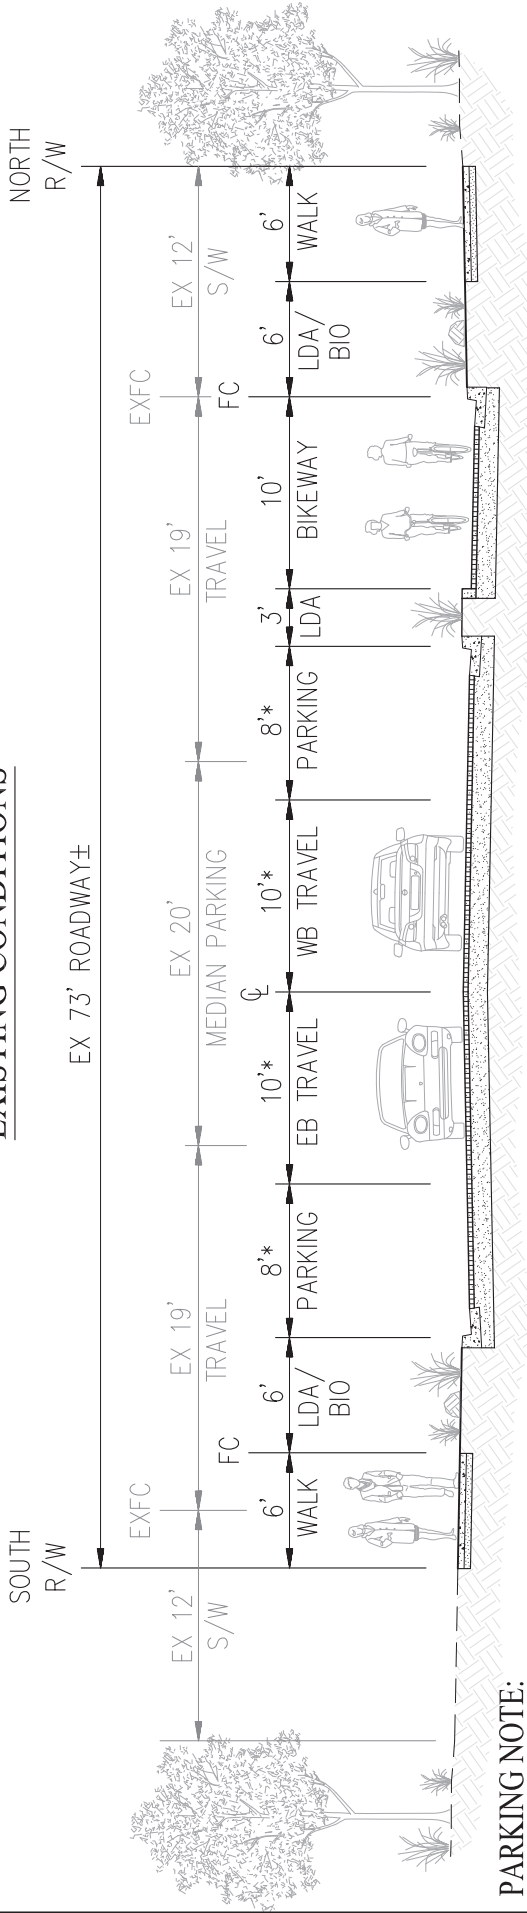 EXISTING CONDITIONS
SOUTH
R/W
NORTH
R/W
EX 73' ROADWAY±
EXFC
EXFC
EX 12'
S/W
EX 19'
TRAVEL
EX 20'
MEDIAN PARKING
EX 19'
TRAVEL
EX 12'
S/W
FC
℄
FC
6'
WALK
6'
LDA/
BIO
8'*
PARKING
10'*
EB TRAVEL
10'*
WB TRAVEL
8'*
PARKING
3'
LDA
10'
BIKEWAY
6'
LDA/
BIO
6'
WALK
PARKING NOTE: